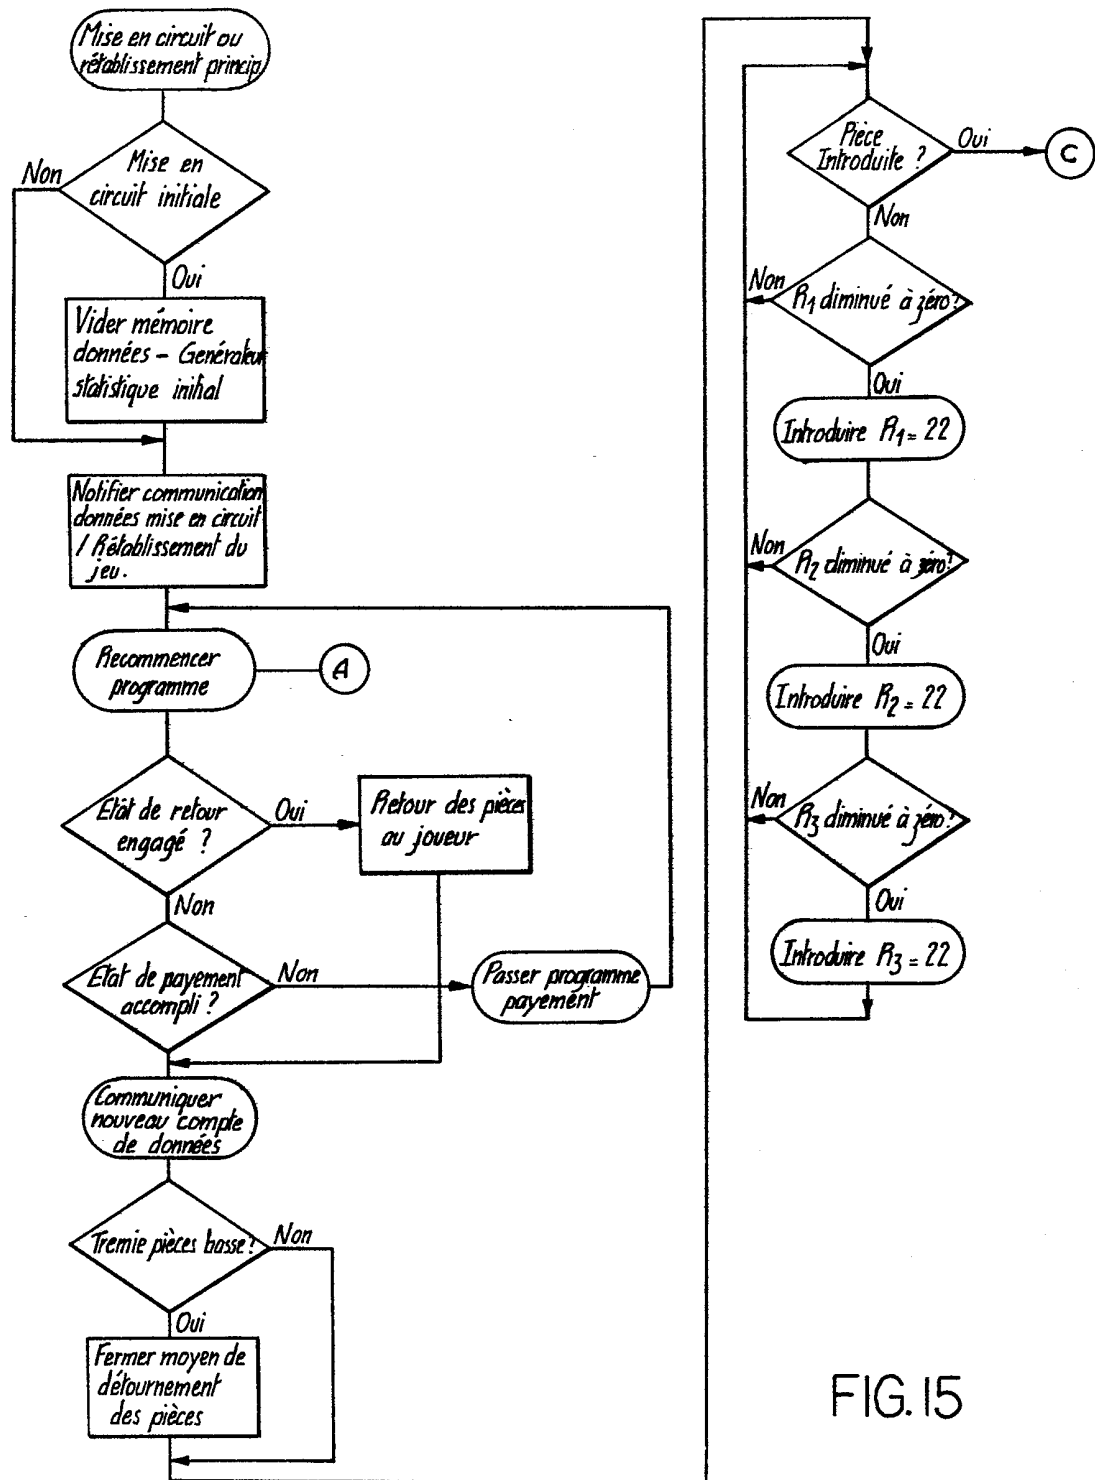 Mise en circuit ou
rétablissement princip.
Mise en
circuit initiale
Non
Oui
Vider mémoire
données – Genérateur
statistique initial
Notifier communication
données mise en circuit
/ Rétablissement du
jeu.
Recommencer
programme
A
Etât de retour
engagé ?
Oui
Retour des pièces
au joueur
Non
Etat de payement
accompli ?
Non
Passer programme
payement
Communiquer
nouveau compte
de données
Tremie pièces basse ?
Non
Oui
Fermer moyen de
détournement
des pièces
Pièce
Introduite ?
Oui
C
Non
Non
R1 diminué à zéro ?
Oui
Introduire R1 = 22
Non
R2 diminué à zéro ?
Oui
Introduire R2 = 22
Non
R3 diminué à zéro ?
Oui
Introduire R3 = 22
FIG. 15